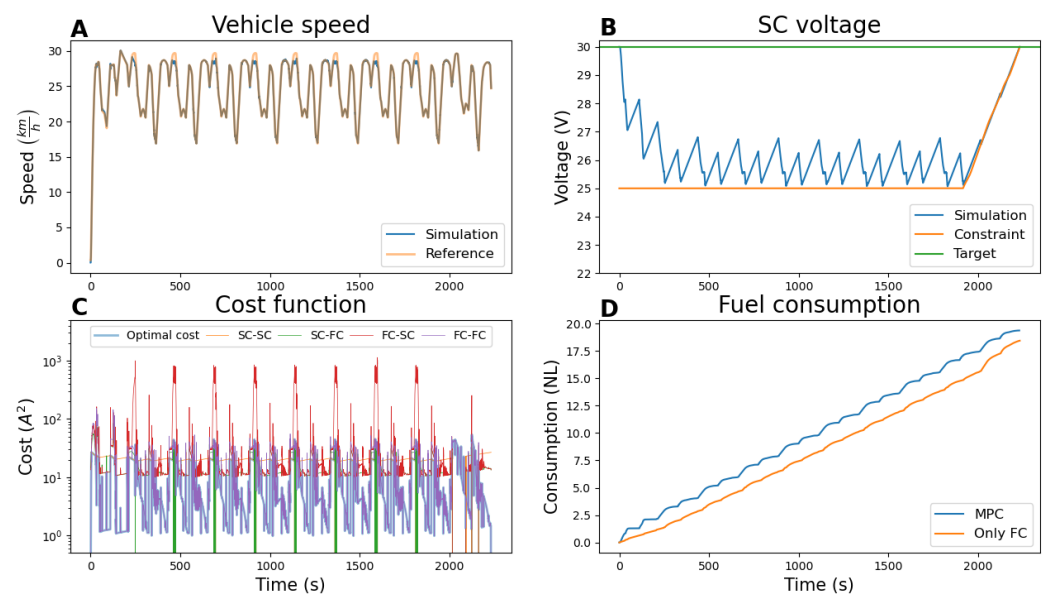 A Vehicle speed
Speed (km/h)
30
25
20
15
10
5
0
Simulation
Reference
0 500 1000 1500 2000
B SC voltage
Voltage (V)
30
29
28
27
26
25
24
23
22
Simulation
Constraint
Target
0 500 1000 1500 2000
C Cost function
Cost (A²)
Optimal cost SC-SC SC-FC FC-SC FC-FC
10³
10²
10¹
10⁰
0 500 1000 1500 2000
Time (s)
D Fuel consumption
Consumption (NL)
20.0
17.5
15.0
12.5
10.0
7.5
5.0
2.5
0.0
MPC
Only FC
0 500 1000 1500 2000
Time (s)